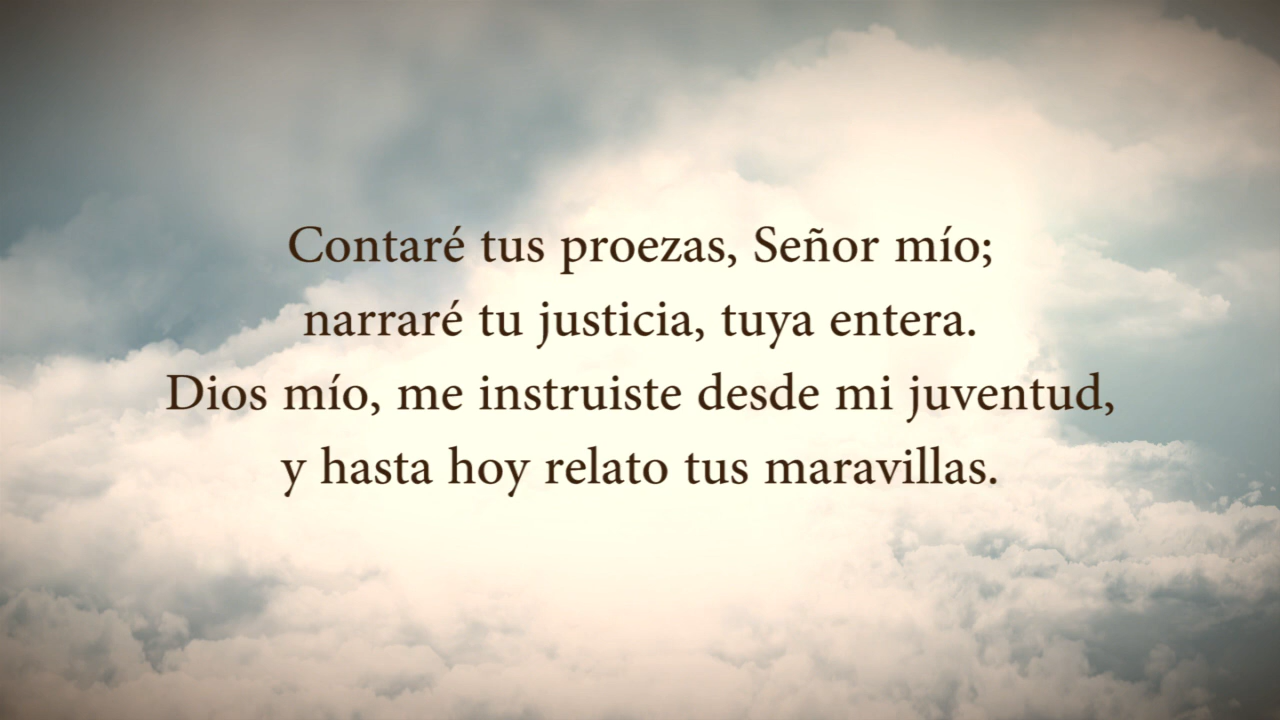 Contaré tus proezas, Señor mío;
narraré tu justicia, tuya entera.
Dios mío, me instruiste desde mi juventud,
y hasta hoy relato tus maravillas.